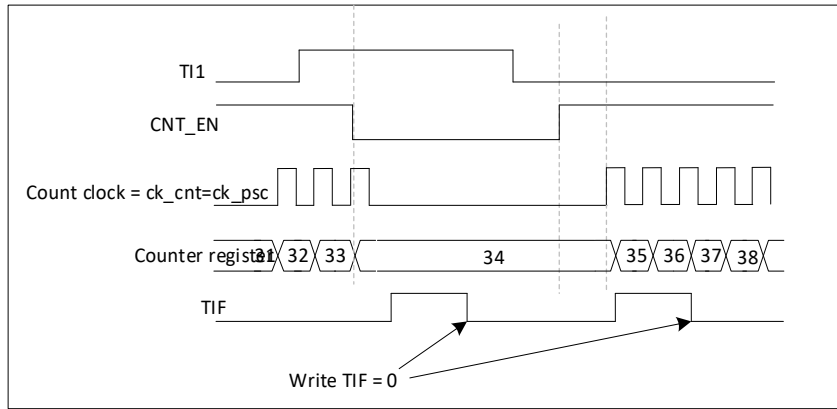 TI1
CNT_EN
Count clock = ck_cnt=ck_psc
Counter register 31 32 33 34 35 36 37 38
TIF
Write TIF = 0